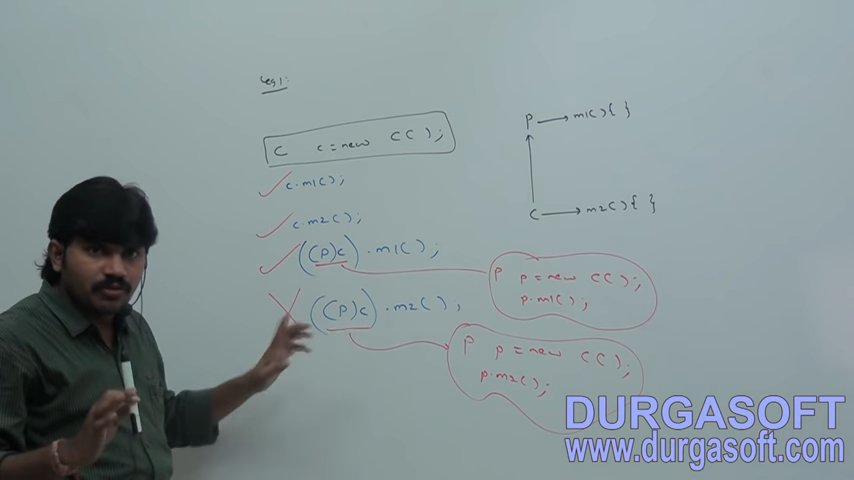 eg1:
C c = new C();
c.m1();
c.m2();
((P)c).m1();
((P)c).m2();
P → m1(){ }
C → m2(){ }
P p = new C();
p.m1();
P p = new C();
p.m2();
DURGASOFT
www.durgasoft.com